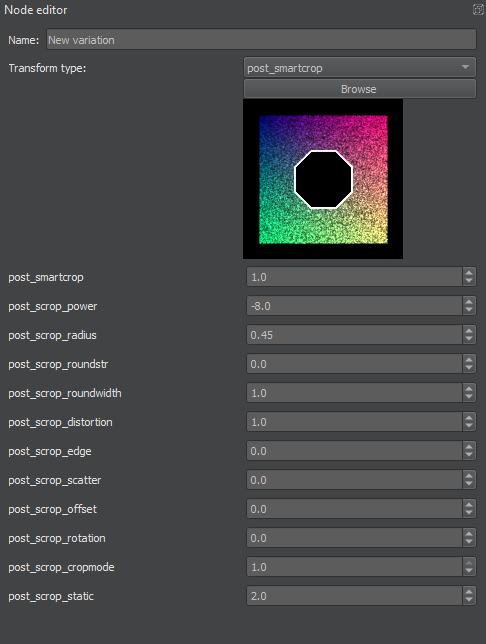 Node editor
Name: New variation
Transform type: post_smartcrop
Browse
post_smartcrop 1.0
post_scrop_power -8.0
post_scrop_radius 0.45
post_scrop_roundstr 0.0
post_scrop_roundwidth 1.0
post_scrop_distortion 1.0
post_scrop_edge 0.0
post_scrop_scatter 0.0
post_scrop_offset 0.0
post_scrop_rotation 0.0
post_scrop_cropmode 1.0
post_scrop_static 2.0